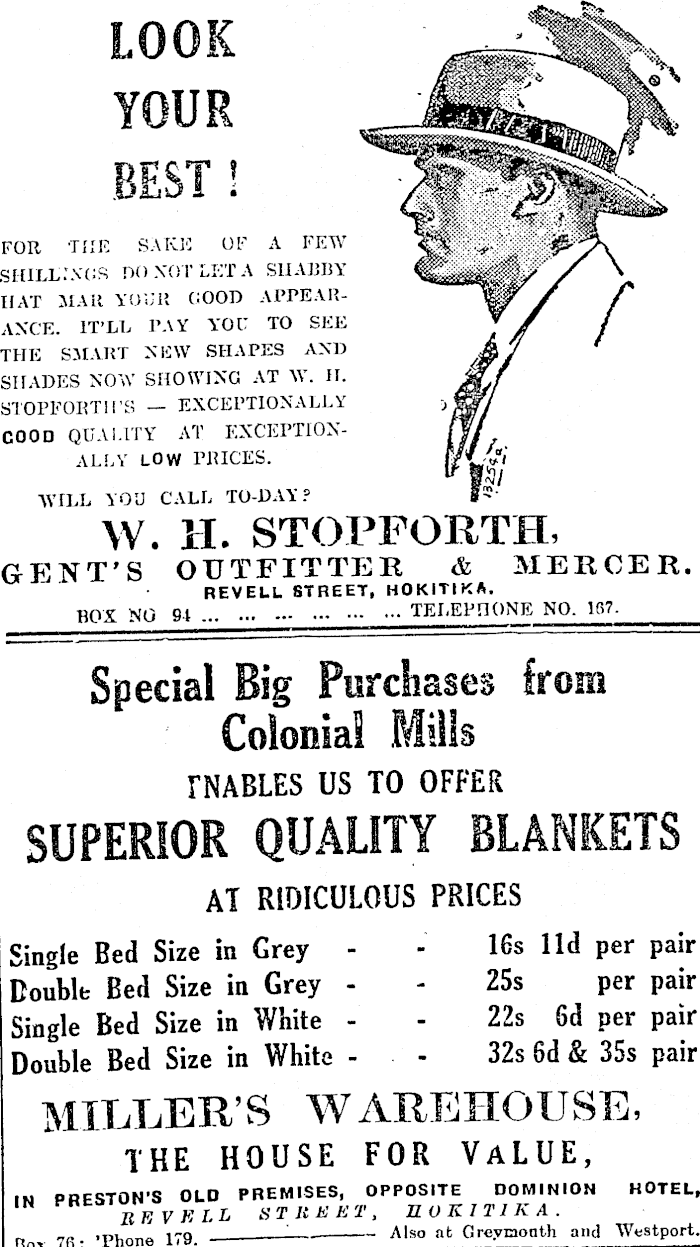 LOOK
YOUR
BEST !
FOR THE SAKE OF A FEW
SHILLINGS DO NOT LET A SHABBY
HAT MAR YOUR GOOD APPEAR-
ANCE. IT'LL PAY YOU TO SEE
THE SMART NEW SHAPES AND
SHADES NOW SHOWING AT W. H.
STOPFORTH'S — EXCEPTIONALLY
GOOD QUALITY AT EXCEPTION-
ALLY LOW PRICES.
WILL YOU CALL TO-DAY?
13254a
W. H. STOPFORTH,
GENT'S OUTFITTER & MERCER.
REVELL STREET, HOKITIKA.
BOX NO 94 ... ... ... ... ... ... TELEPHONE NO. 167.
Special Big Purchases from
Colonial Mills
ENABLES US TO OFFER
SUPERIOR QUALITY BLANKETS
AT RIDICULOUS PRICES
Single Bed Size in Grey - - 16s 11d per pair
Double Bed Size in Grey - - 25s per pair
Single Bed Size in White - - 22s 6d per pair
Double Bed Size in White - - 32s 6d & 35s pair
MILLER'S WAREHOUSE,
THE HOUSE FOR VALUE,
IN PRESTON'S OLD PREMISES, OPPOSITE DOMINION HOTEL,
REVELL STREET, HOKITIKA.
Box 76; 'Phone 179. ——— Also at Greymouth and Westport.